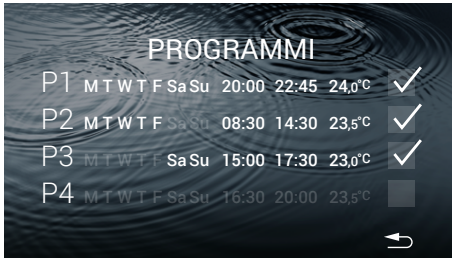 PROGRAMMI
P1 M T W T F Sa Su 20:00 22:45 24,0°C
P2 M T W T F Sa Su 08:30 14:30 23,5°C
P3 M T W T F Sa Su 15:00 17:30 23,0°C
P4 M T W T F Sa Su 16:30 20:00 23,5°C